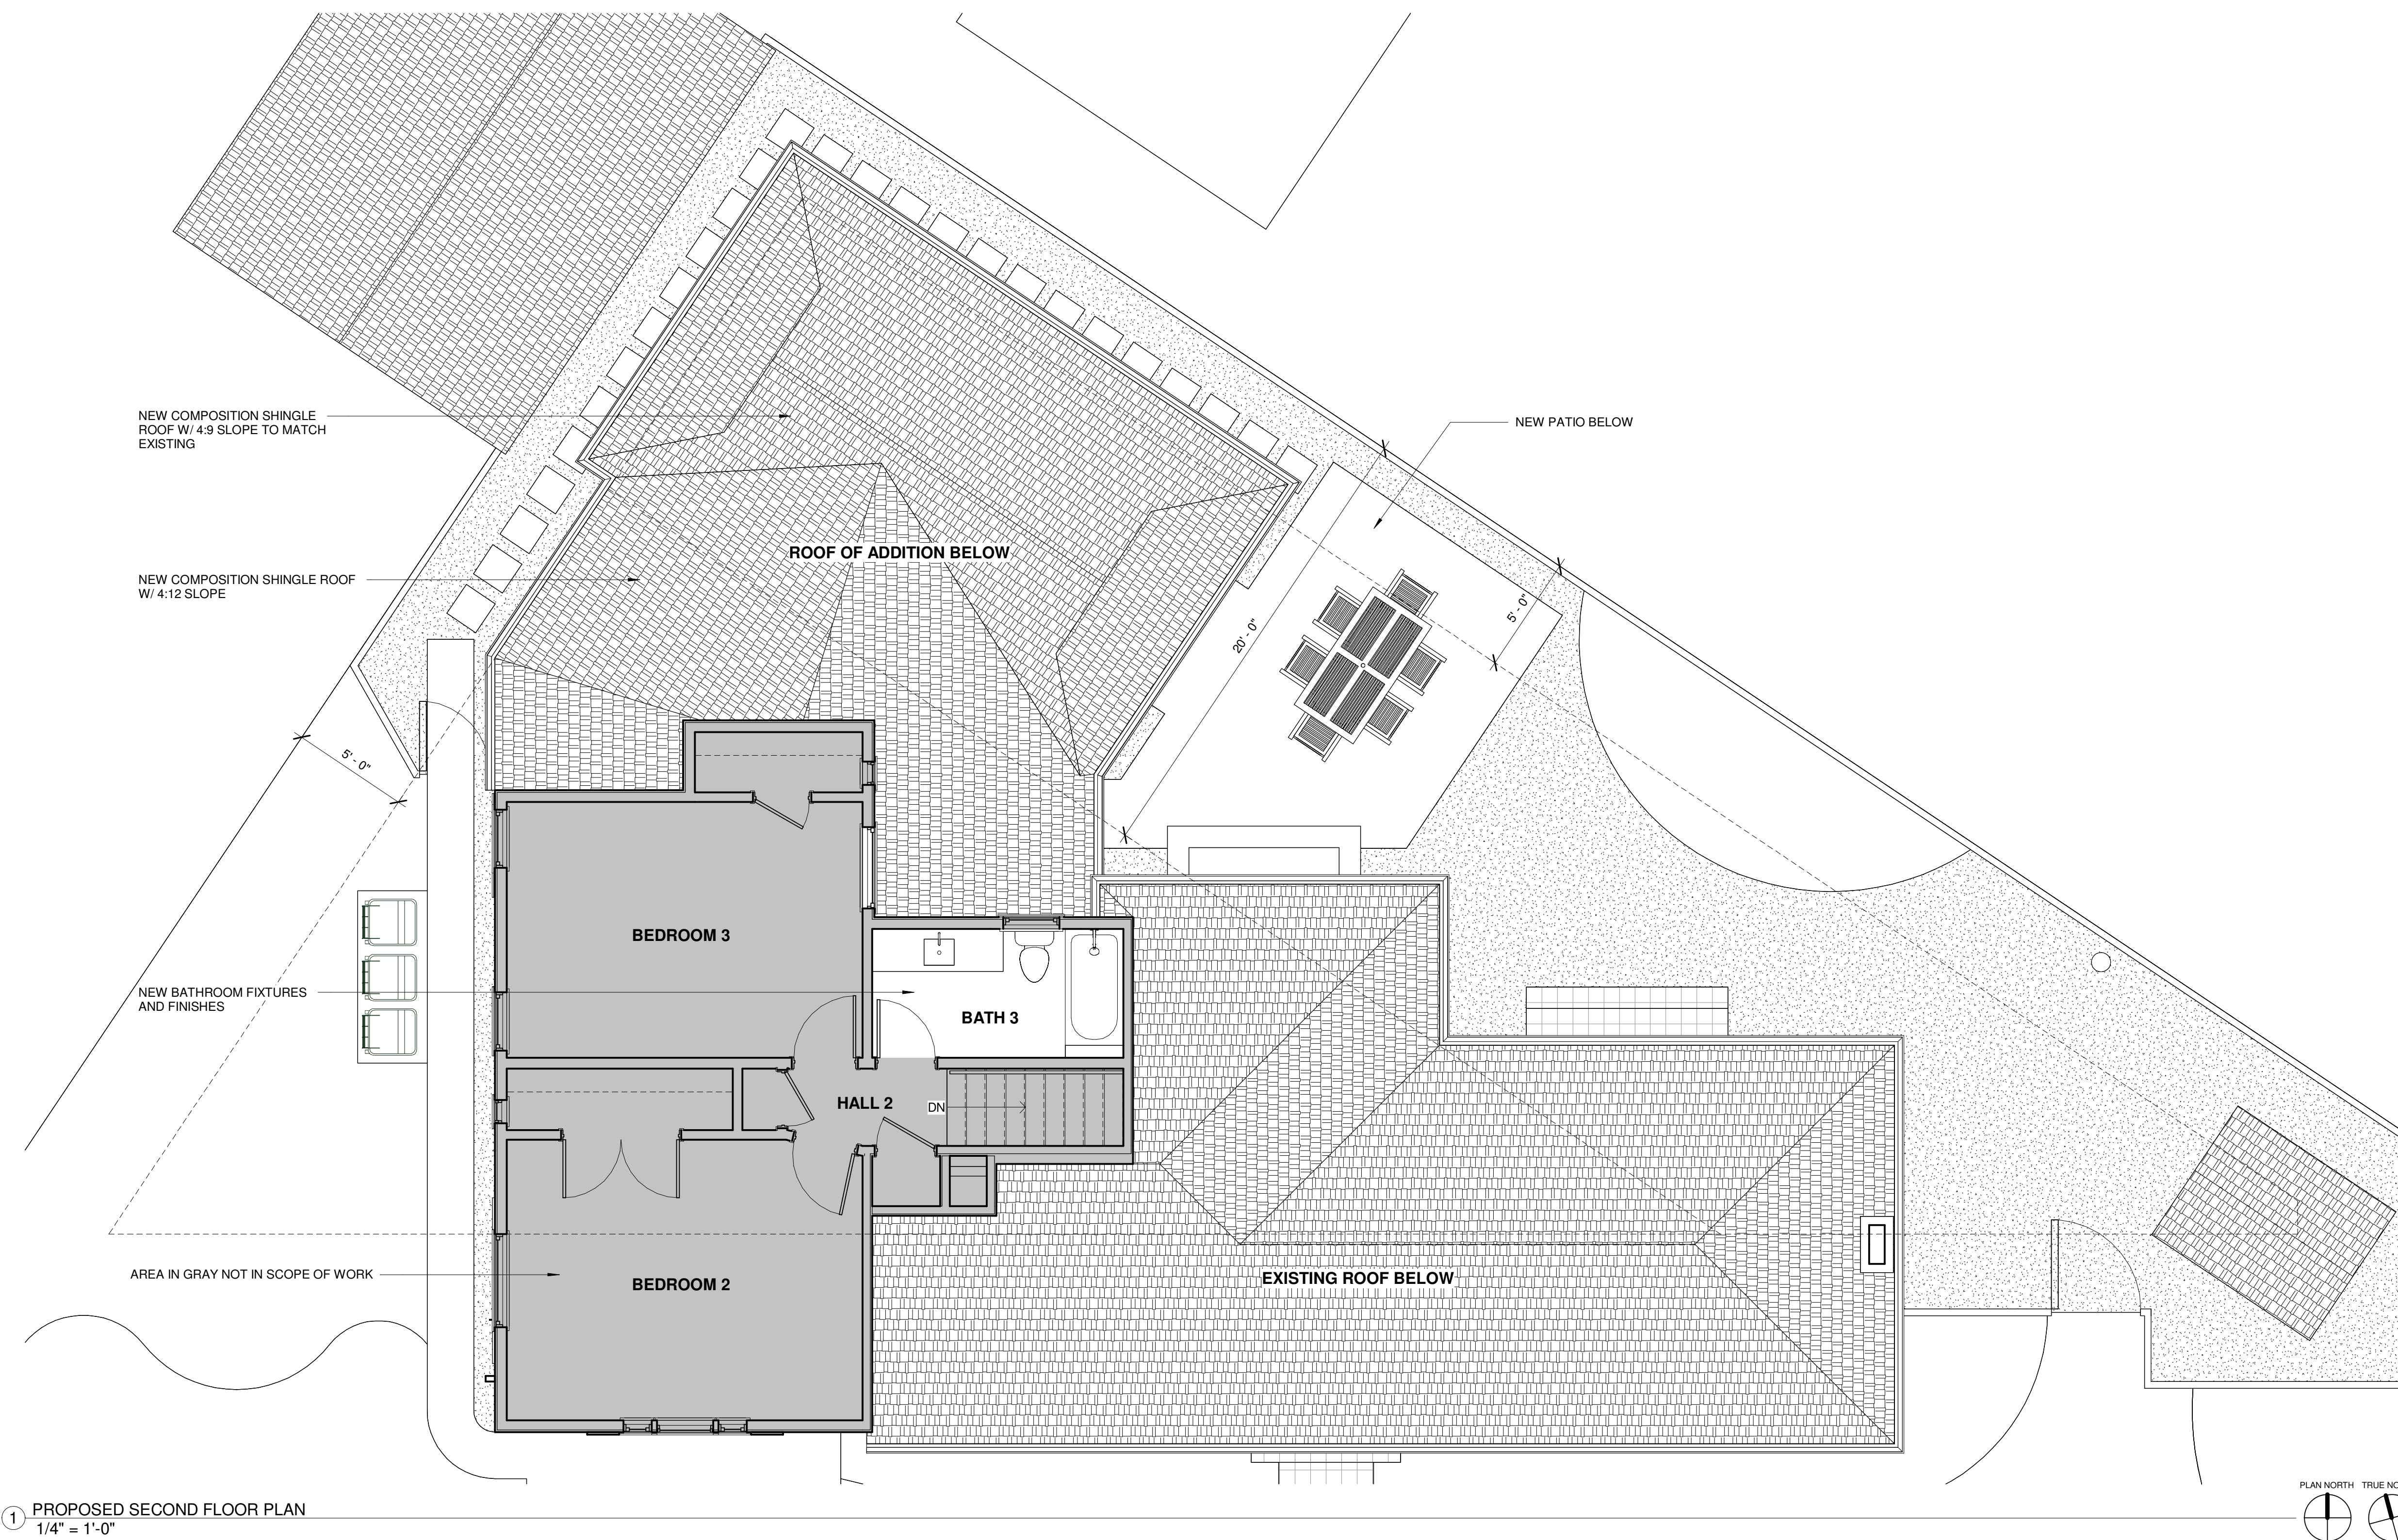 NEW COMPOSITION SHINGLE
ROOF W/ 4:9 SLOPE TO MATCH
EXISTING
NEW PATIO BELOW
ROOF OF ADDITION BELOW
NEW COMPOSITION SHINGLE ROOF
W/ 4:12 SLOPE
20' - 0"
5' - 0"
5' - 0"
BEDROOM 3
NEW BATHROOM FIXTURES
AND FINISHES
BATH 3
HALL 2
DN
AREA IN GRAY NOT IN SCOPE OF WORK
BEDROOM 2
EXISTING ROOF BELOW
PLAN NORTH
TRUE NO
1
PROPOSED SECOND FLOOR PLAN
1/4" = 1'-0"